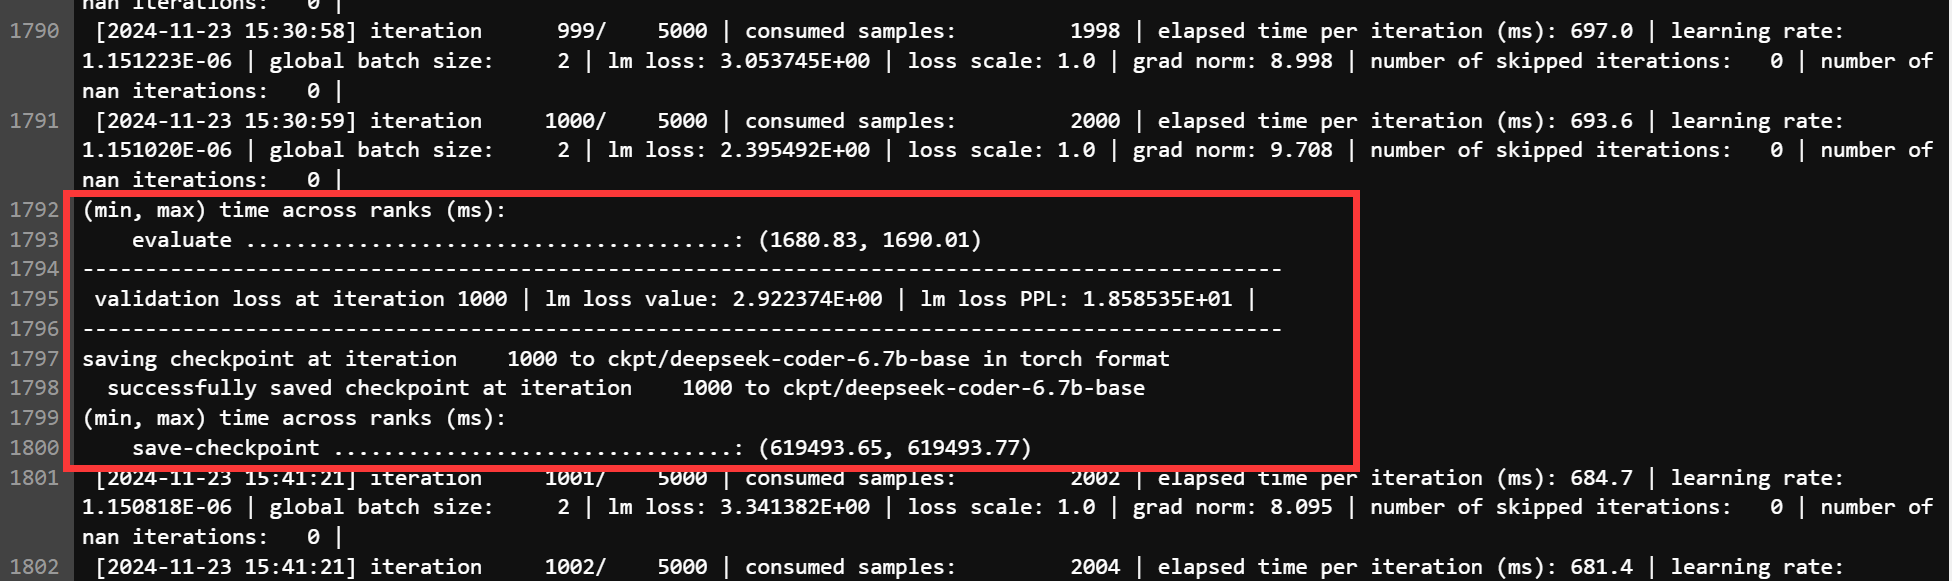 nan iterations:   0 |
1790  [2024-11-23 15:30:58] iteration      999/    5000 | consumed samples:         1998 | elapsed time per iteration (ms): 697.0 | learning rate:
1.151223E-06 | global batch size:     2 | lm loss: 3.053745E+00 | loss scale: 1.0 | grad norm: 8.998 | number of skipped iterations:   0 | number of
nan iterations:   0 |
1791  [2024-11-23 15:30:59] iteration     1000/    5000 | consumed samples:         2000 | elapsed time per iteration (ms): 693.6 | learning rate:
1.151020E-06 | global batch size:     2 | lm loss: 2.395492E+00 | loss scale: 1.0 | grad norm: 9.708 | number of skipped iterations:   0 | number of
nan iterations:   0 |
1792 (min, max) time across ranks (ms):
1793     evaluate .......................................: (1680.83, 1690.01)
1794 ------------------------------------------------------------------------------------------------
1795  validation loss at iteration 1000 | lm loss value: 2.922374E+00 | lm loss PPL: 1.858535E+01 |
1796 ------------------------------------------------------------------------------------------------
1797 saving checkpoint at iteration    1000 to ckpt/deepseek-coder-6.7b-base in torch format
1798   successfully saved checkpoint at iteration    1000 to ckpt/deepseek-coder-6.7b-base
1799 (min, max) time across ranks (ms):
1800     save-checkpoint ................................: (619493.65, 619493.77)
1801  [2024-11-23 15:41:21] iteration     1001/    5000 | consumed samples:         2002 | elapsed time per iteration (ms): 684.7 | learning rate:
1.150818E-06 | global batch size:     2 | lm loss: 3.341382E+00 | loss scale: 1.0 | grad norm: 8.095 | number of skipped iterations:   0 | number of
nan iterations:   0 |
1802  [2024-11-23 15:41:21] iteration     1002/    5000 | consumed samples:         2004 | elapsed time per iteration (ms): 681.4 | learning rate: